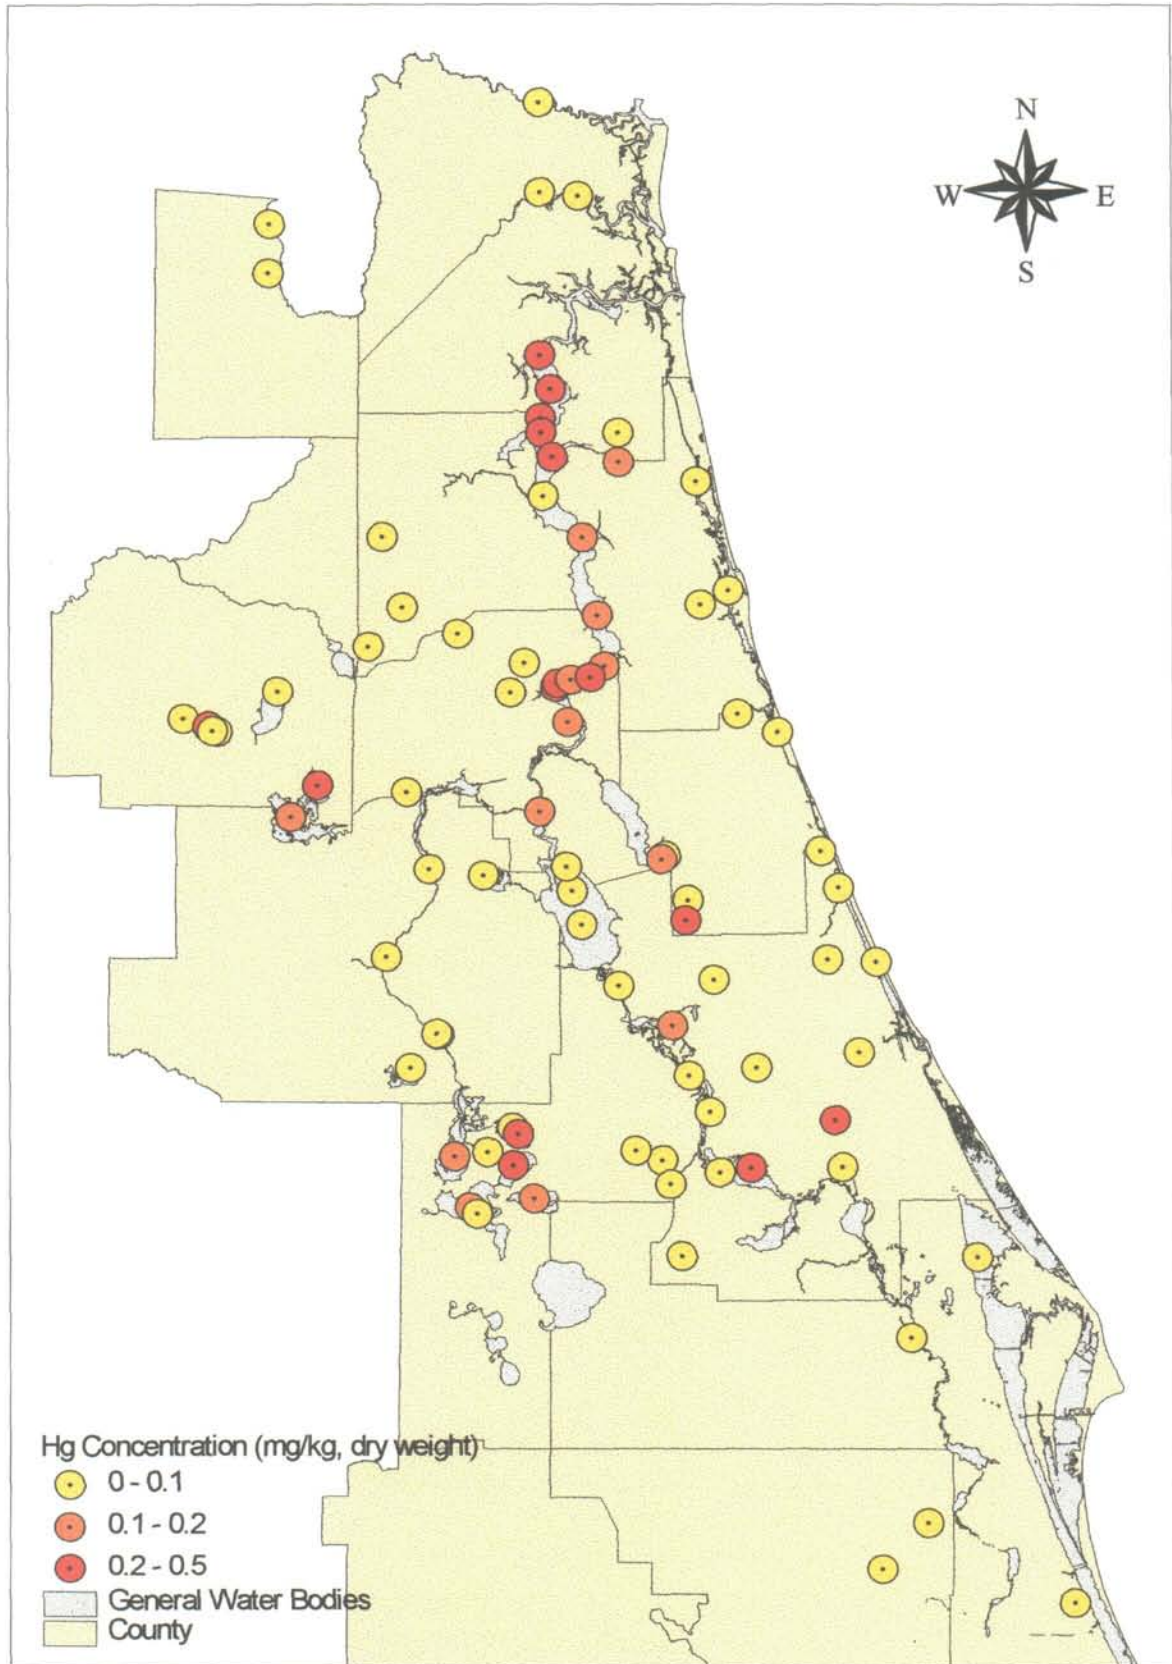 N
W E
S
Hg Concentration (mg/kg, dry weight)
0 - 0.1
0.1 - 0.2
0.2 - 0.5
General Water Bodies
County